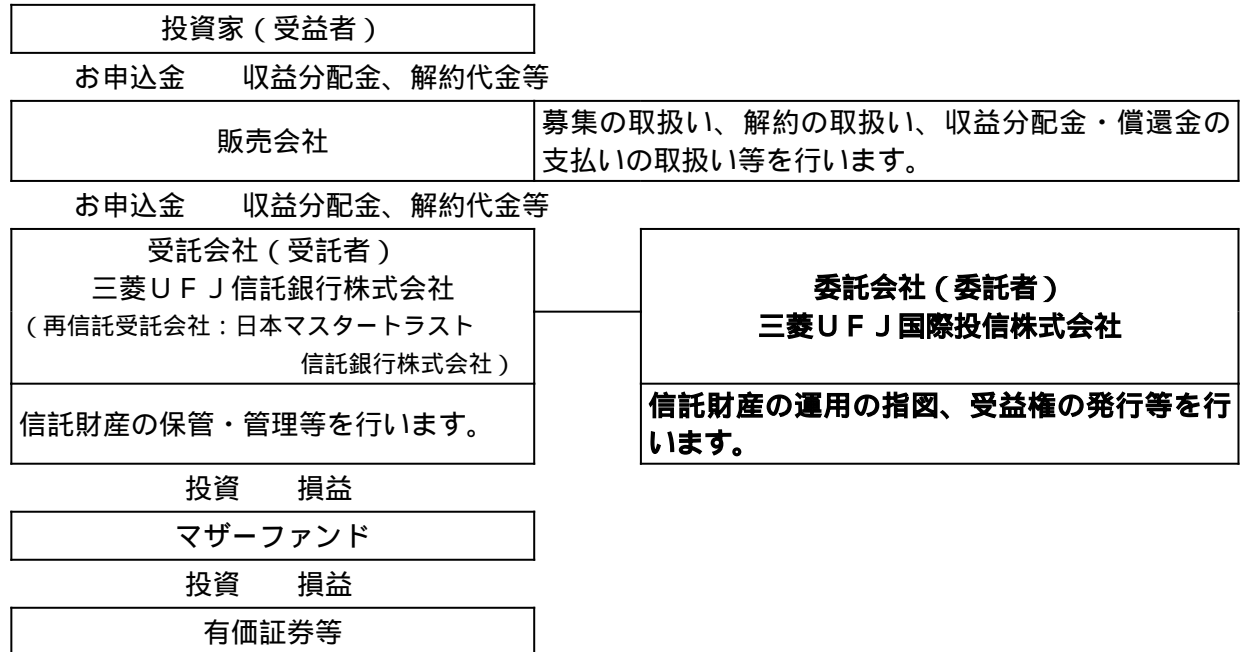 投資家(受益者)
お申込金　　収益分配金、解約代金等
販売会社
募集の取扱い、解約の取扱い、収益分配金・償還金の
支払いの取扱い等を行います。
お申込金　　収益分配金、解約代金等
受託会社(受託者)
三菱UFJ信託銀行株式会社
(再信託受託会社:日本マスタートラスト
信託銀行株式会社)
委託会社(委託者)
三菱UFJ国際投信株式会社
信託財産の保管・管理等を行います。
信託財産の運用の指図、受益権の発行等を行
います。
投資　　損益
マザーファンド
投資　　損益
有価証券等